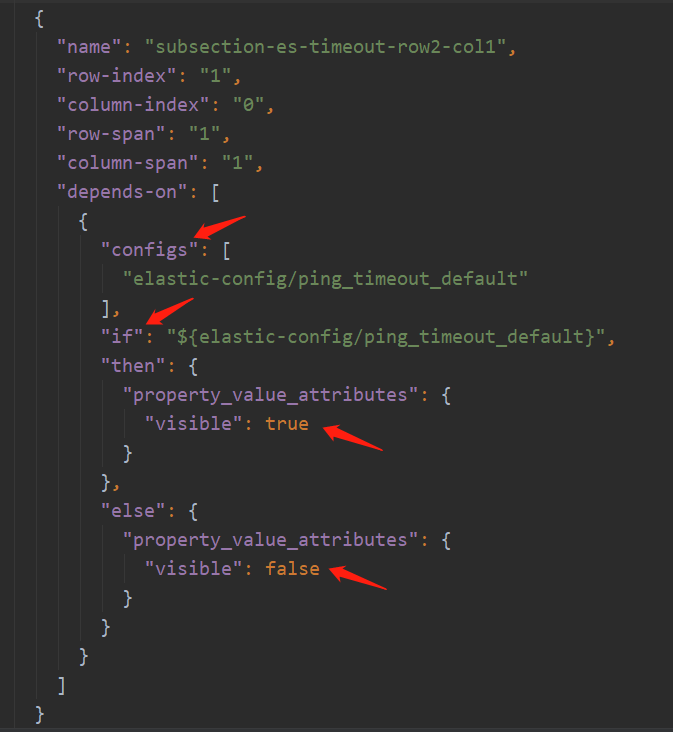 {
"name": "subsection-es-timeout-row2-col1",
"row-index": "1",
"column-index": "0",
"row-span": "1",
"column-span": "1",
"depends-on": [
{
"configs": [
"elastic-config/ping_timeout_default"
],
"if": "${elastic-config/ping_timeout_default}",
"then": {
"property_value_attributes": {
"visible": true
}
},
"else": {
"property_value_attributes": {
"visible": false
}
}
}
]
}